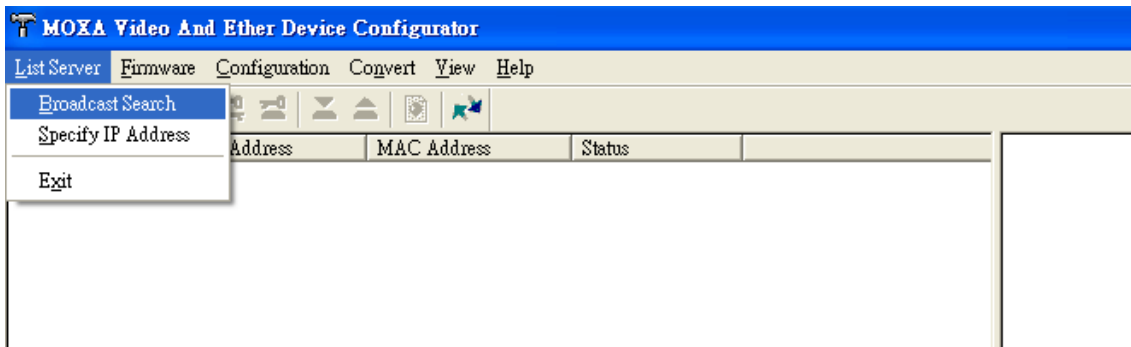 MOXA Video And Ether Device Configurator
List Server Firmware Configuration Convert View Help
Broadcast Search
Specify IP Address
Address MAC Address Status
Exit